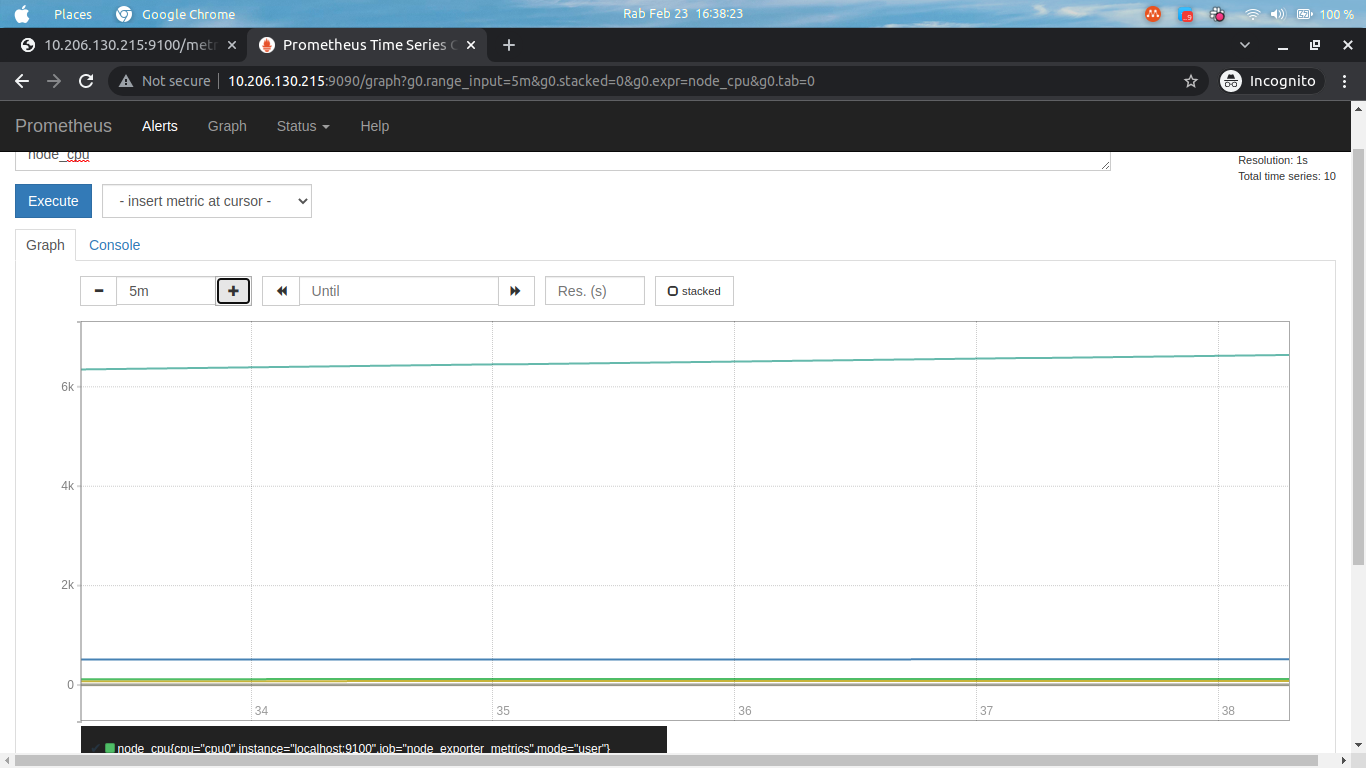 Places Google Chrome Rab Feb 23 16:38:23 9 100 %
10.206.130.215:9100/metr Prometheus Time Series C
Not secure 10.206.130.215:9090/graph?g0.range_input=5m&g0.stacked=0&g0.expr=node_cpu&g0.tab=0 Incognito
Prometheus Alerts Graph Status Help
node_cpu
Resolution: 1s
Total time series: 10
Execute - insert metric at cursor -
Graph Console
5m Until Res. (s) stacked
6k
4k
2k
0
34 35 36 37 38
node_cpu{cpu="cpu0",instance="localhost:9100",job="node_exporter_metrics",mode="user"}